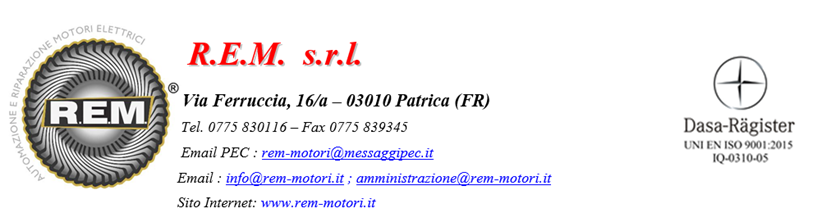 AUTOMAZIONE E RIPARAZIONE MOTORI ELETTRICI
R.E.M.
®
R.E.M. s.r.l.
Via Ferruccia, 16/a – 03010 Patrica (FR)
Tel. 0775 830116 – Fax 0775 839345
Email PEC : rem-motori@messaggipec.it
Email : info@rem-motori.it ; amministrazione@rem-motori.it
Sito Internet: www.rem-motori.it
Dasa-Rägister
UNI EN ISO 9001:2015
IQ-0310-05